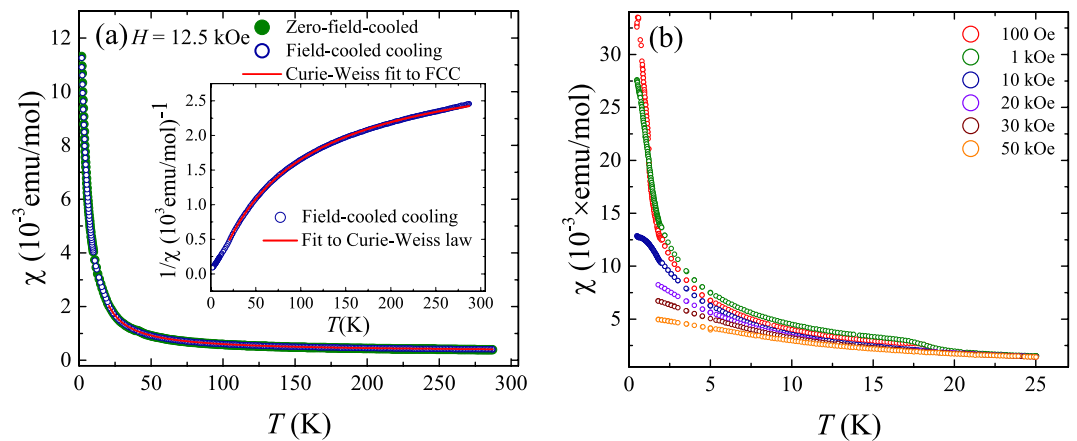 (a) H = 12.5 kOe
Zero-field-cooled
Field-cooled cooling
Curie-Weiss fit to FCC
χ (10⁻³ emu/mol)
12
10
8
6
4
2
0
0 50 100 150 200 250 300
T (K)
1/χ (10³ emu/mol)⁻¹
2.5
2.0
1.5
1.0
0.5
0.0
0 50 100 150 200 250 300
T(K)
Field-cooled cooling
Fit to Curie-Weiss law
(b)
100 Oe
1 kOe
10 kOe
20 kOe
30 kOe
50 kOe
χ (10⁻³×emu/mol)
30
25
20
15
10
5
0 5 10 15 20 25
T (K)